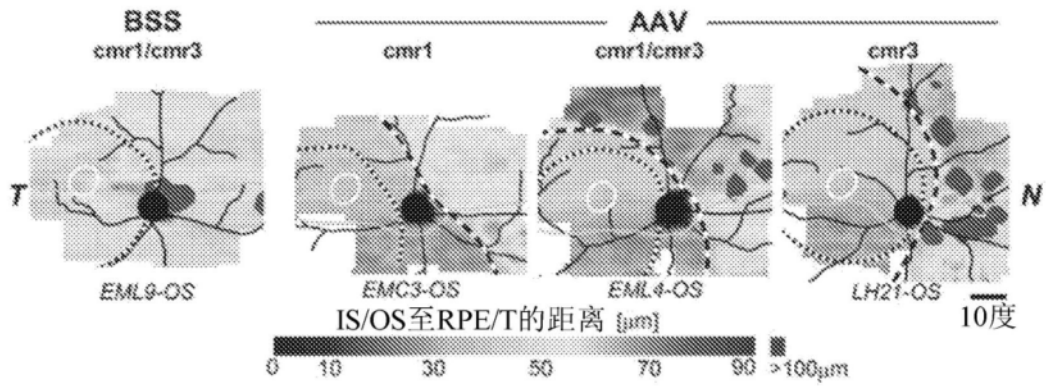 BSS AAV
cmr1/cmr3 cmr1 cmr1/cmr3 cmr3
T N
EML9-OS EMC3-OS EML4-OS LH21-OS
10度
IS/OS至RPE/T的距离 [μm]
0 10 30 50 70 90 >100μm